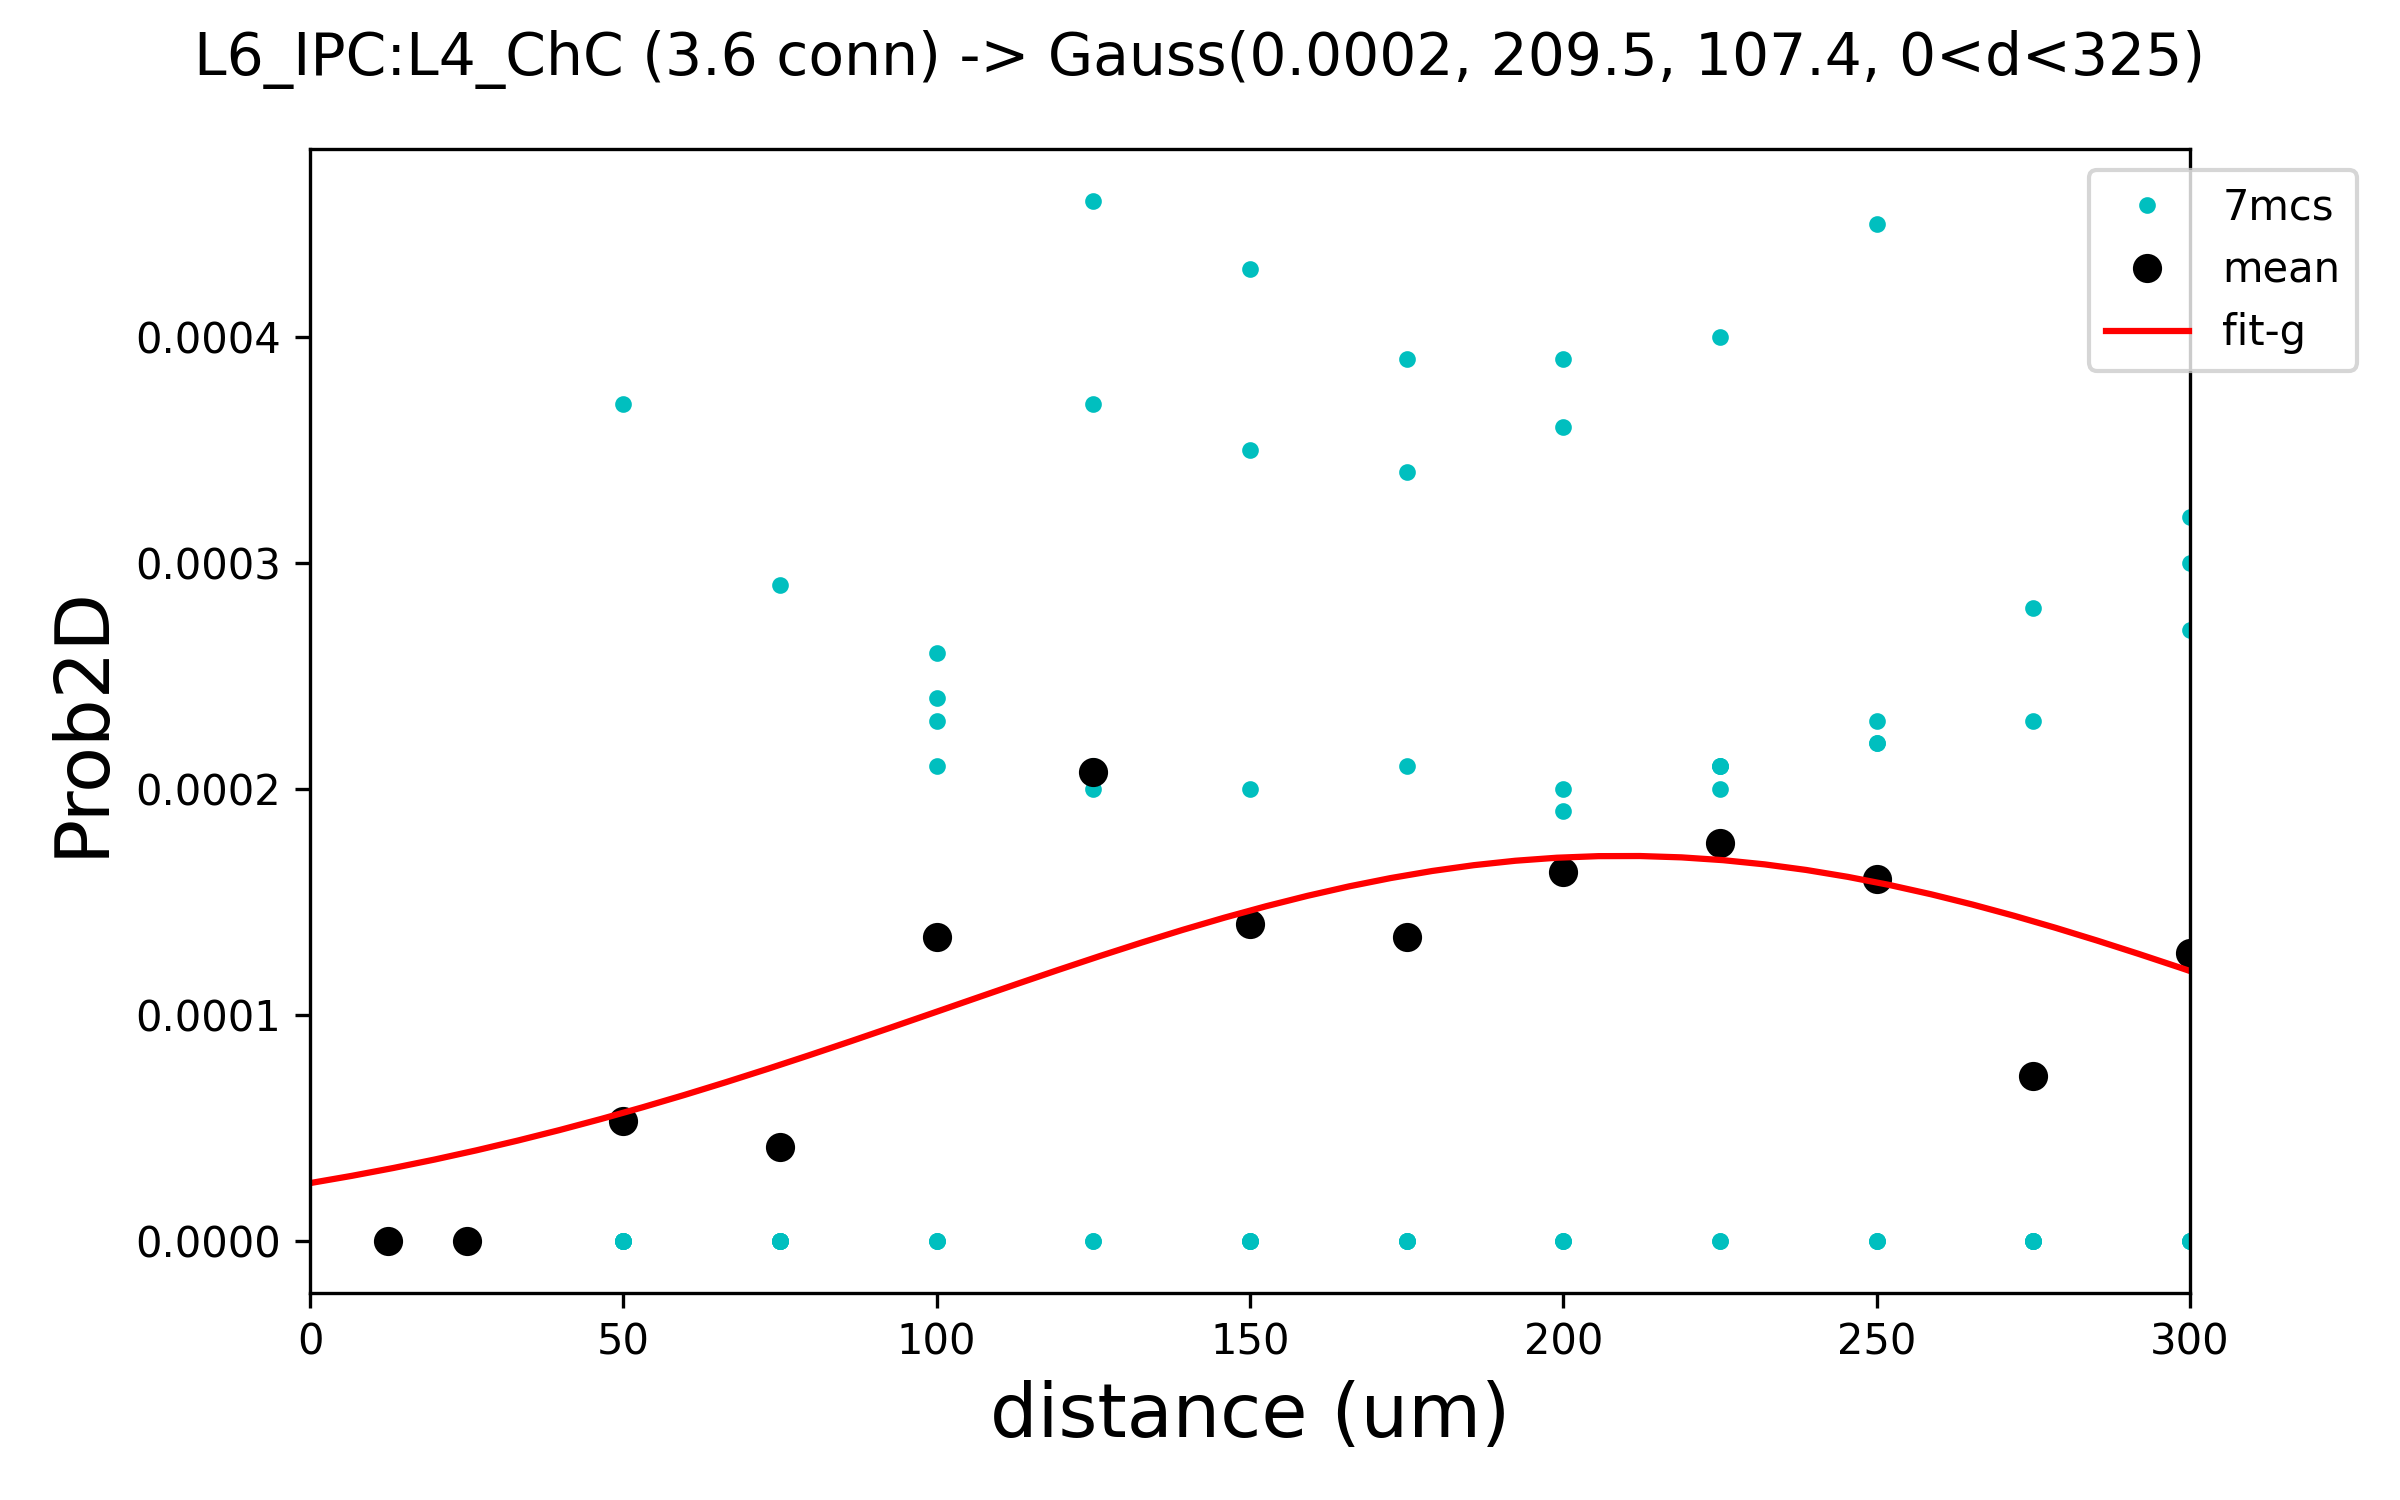 L6_IPC:L4_ChC (3.6 conn) -> Gauss(0.0002, 209.5, 107.4, 0<d<325)
7mcs
mean
fit-g
Prob2D
0.0004
0.0003
0.0002
0.0001
0.0000
0 50 100 150 200 250 300
distance (um)